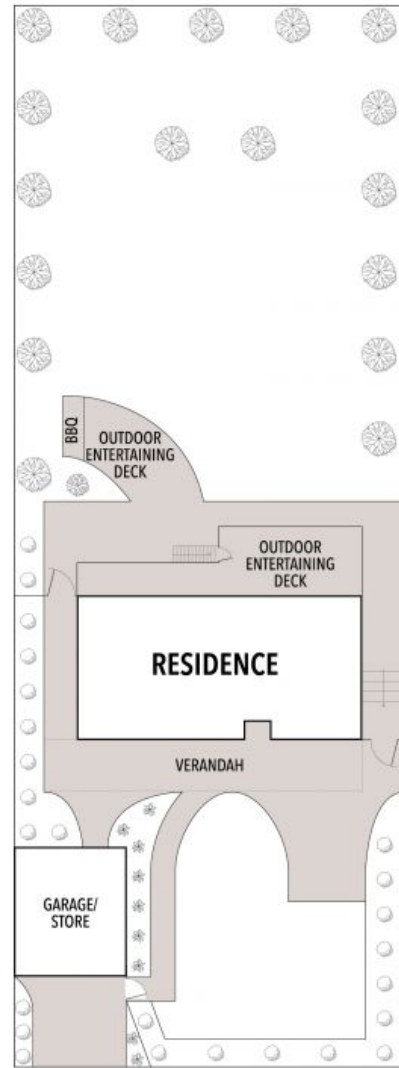 BBQ
OUTDOOR
ENTERTAINING
DECK
OUTDOOR
ENTERTAINING
DECK
RESIDENCE
VERANDAH
GARAGE/
STORE